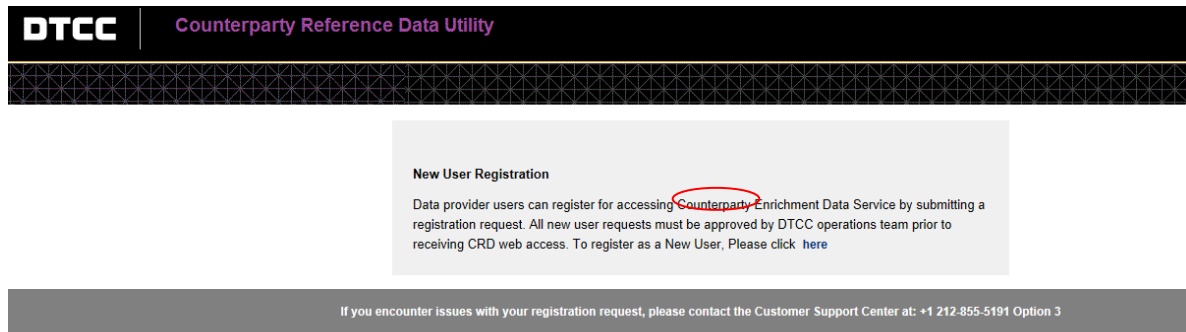 DTCC
Counterparty Reference Data Utility
New User Registration
Data provider users can register for accessing Counterparty Enrichment Data Service by submitting a
registration request. All new user requests must be approved by DTCC operations team prior to
receiving CRD web access. To register as a New User, Please click here
If you encounter issues with your registration request, please contact the Customer Support Center at: +1 212-855-5191 Option 3